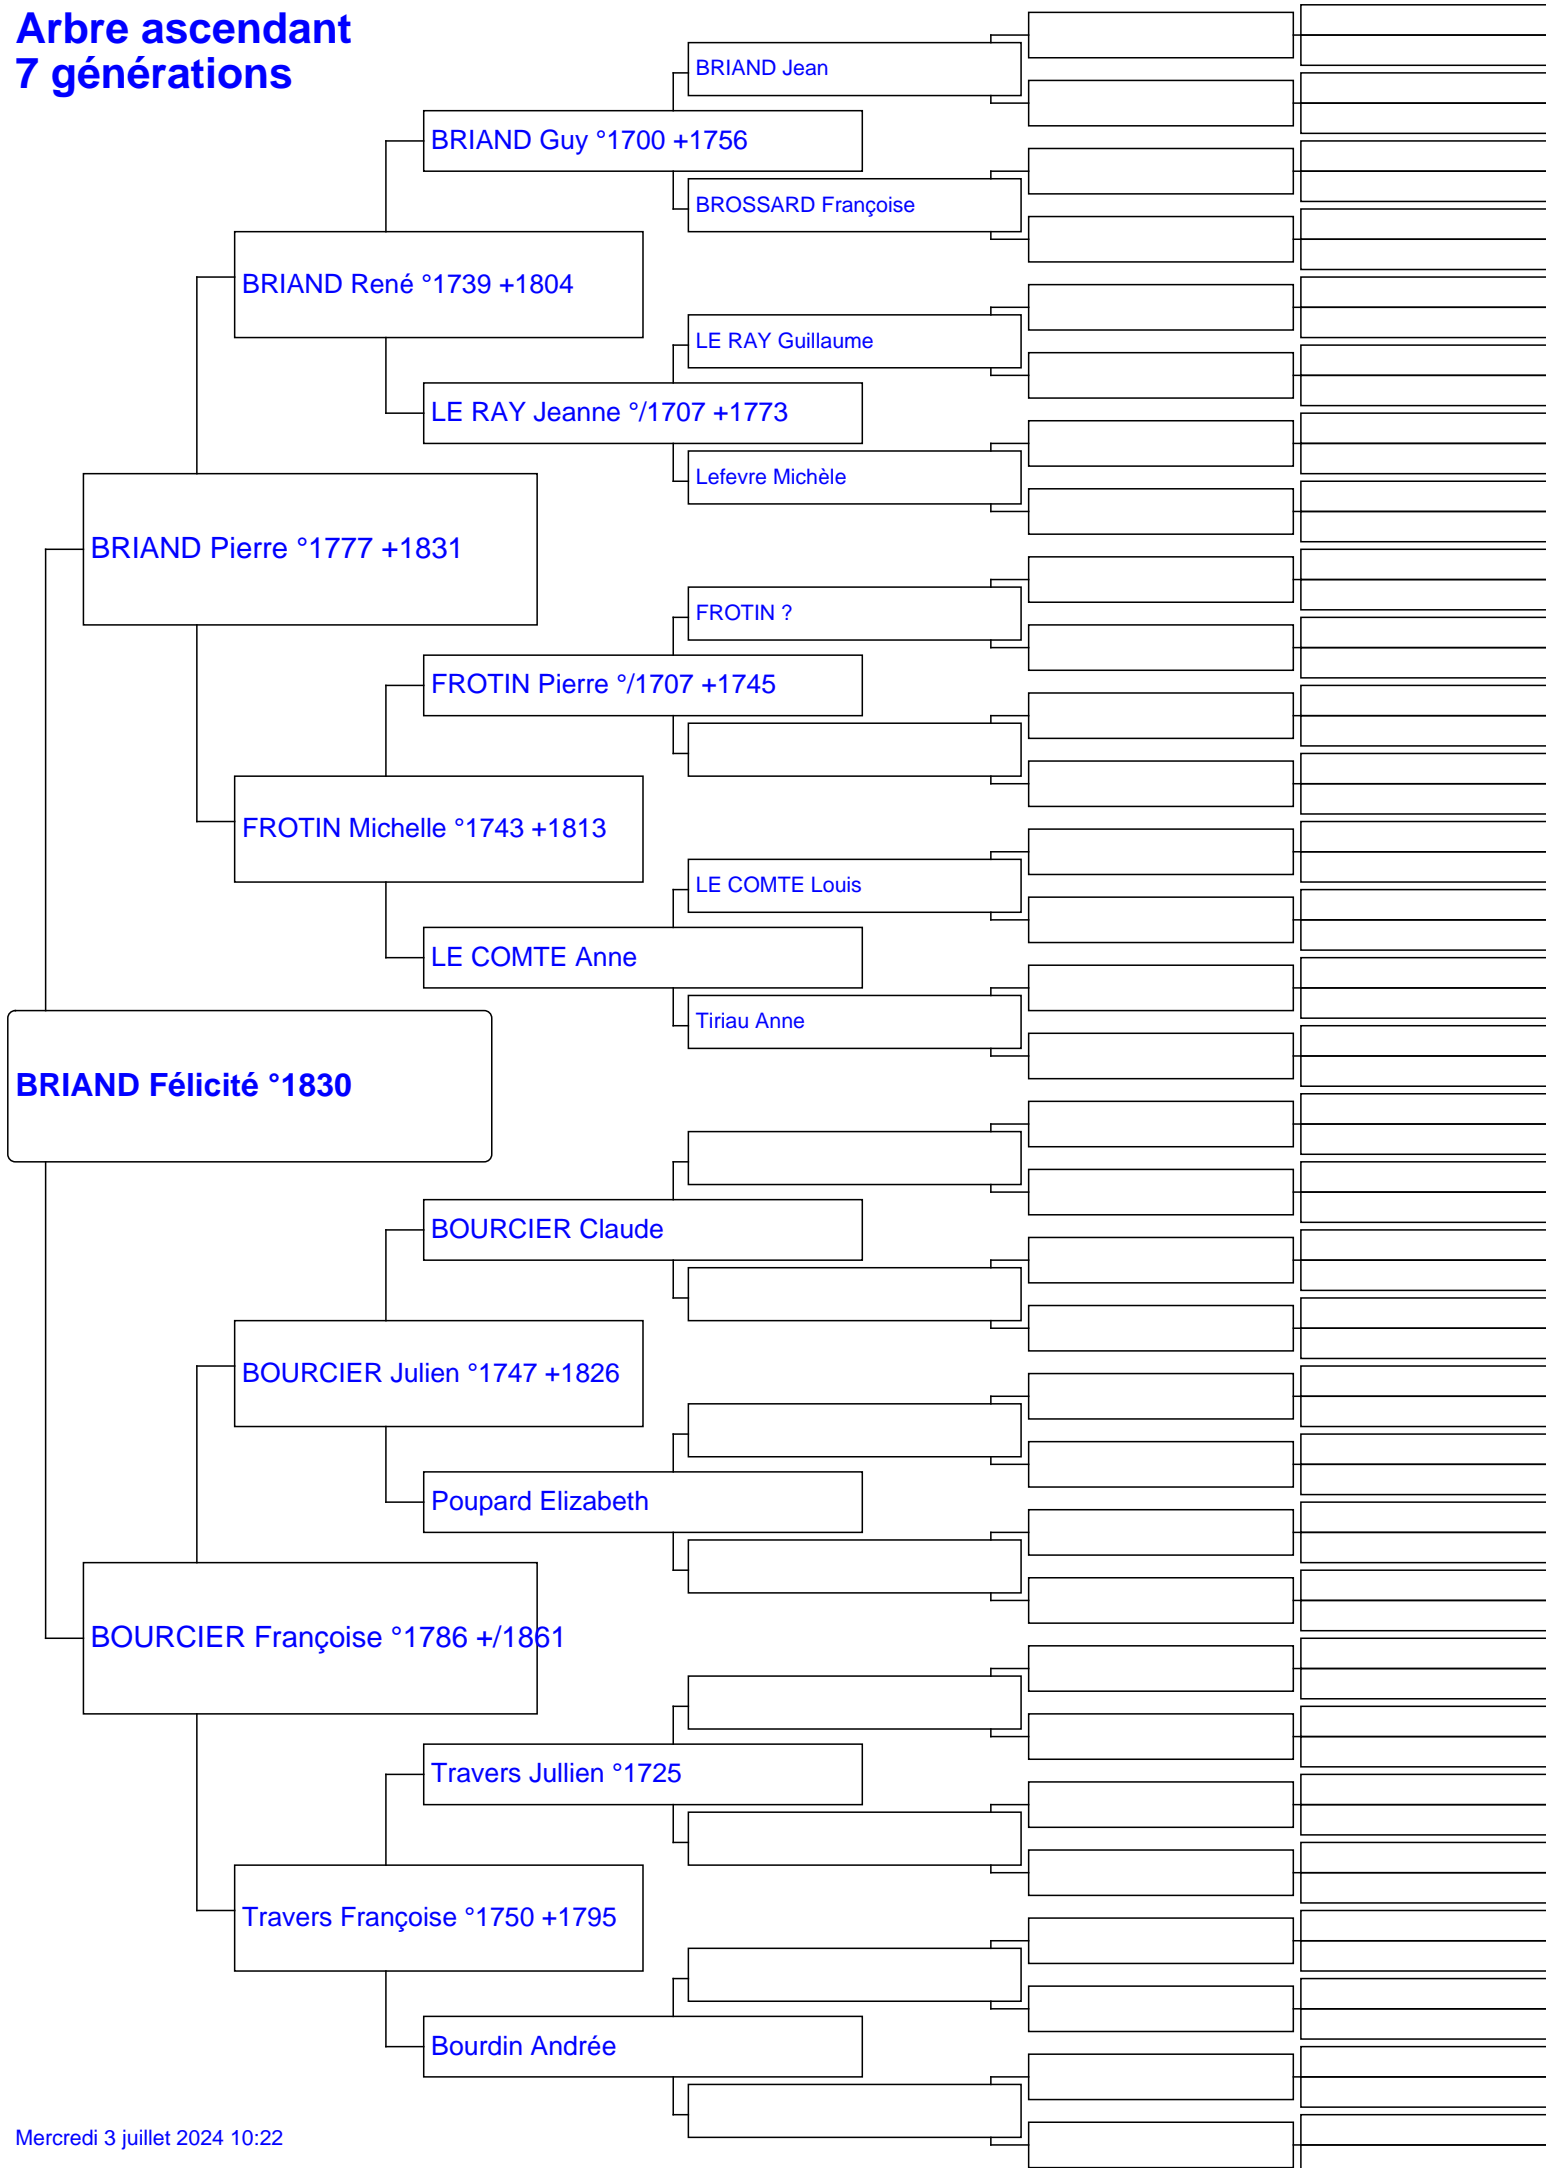 Arbre ascendant
7 générations
BRIAND Jean
BRIAND Guy °1700 +1756
BROSSARD Françoise
BRIAND René °1739 +1804
LE RAY Guillaume
LE RAY Jeanne °/1707 +1773
Lefevre Michèle
BRIAND Pierre °1777 +1831
FROTIN ?
FROTIN Pierre °/1707 +1745
FROTIN Michelle °1743 +1813
LE COMTE Louis
LE COMTE Anne
Tiriau Anne
BRIAND Félicité °1830
BOURCIER Claude
BOURCIER Julien °1747 +1826
Poupard Elizabeth
BOURCIER Françoise °1786 +/1861
Travers Jullien °1725
Travers Françoise °1750 +1795
Bourdin Andrée
Mercredi 3 juillet 2024 10:22